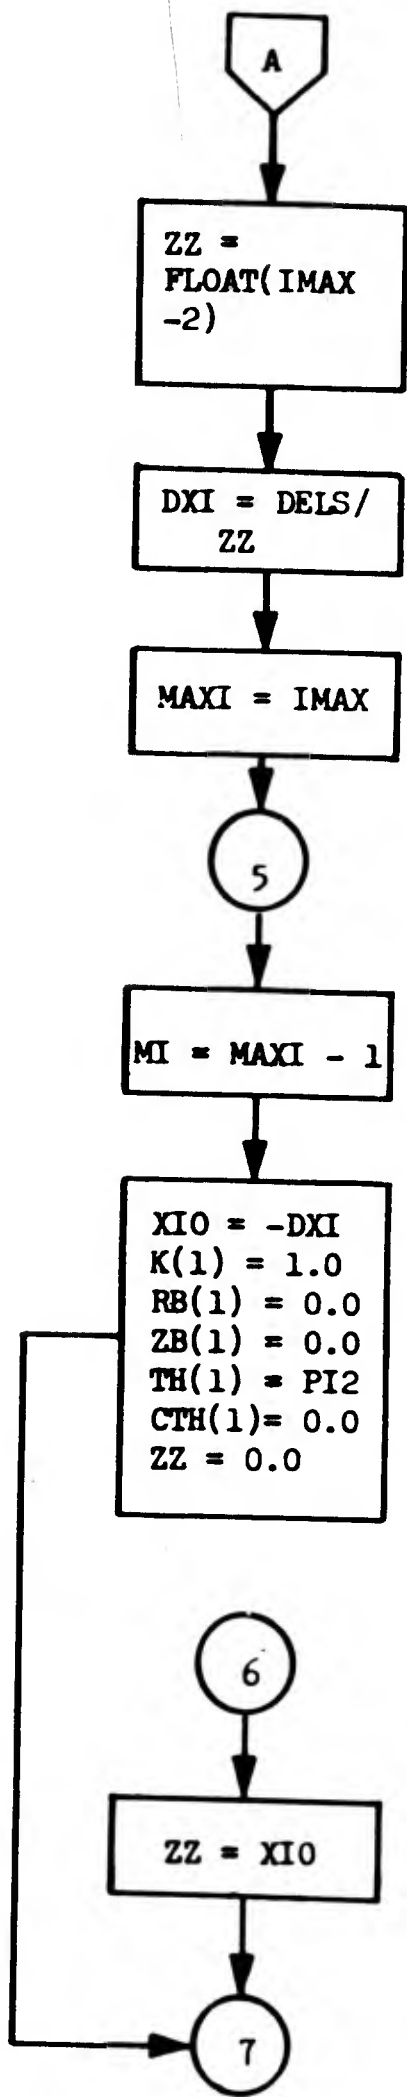 A
ZZ =
FLOAT(IMAX
-2)
DXI = DELS/
ZZ
MAXI = IMAX
5
MI = MAXI - 1
XIO = -DXI
K(1) = 1.0
RB(1) = 0.0
ZB(1) = 0.0
TH(1) = PI2
CTH(1)= 0.0
ZZ = 0.0
6
ZZ = XIO
7